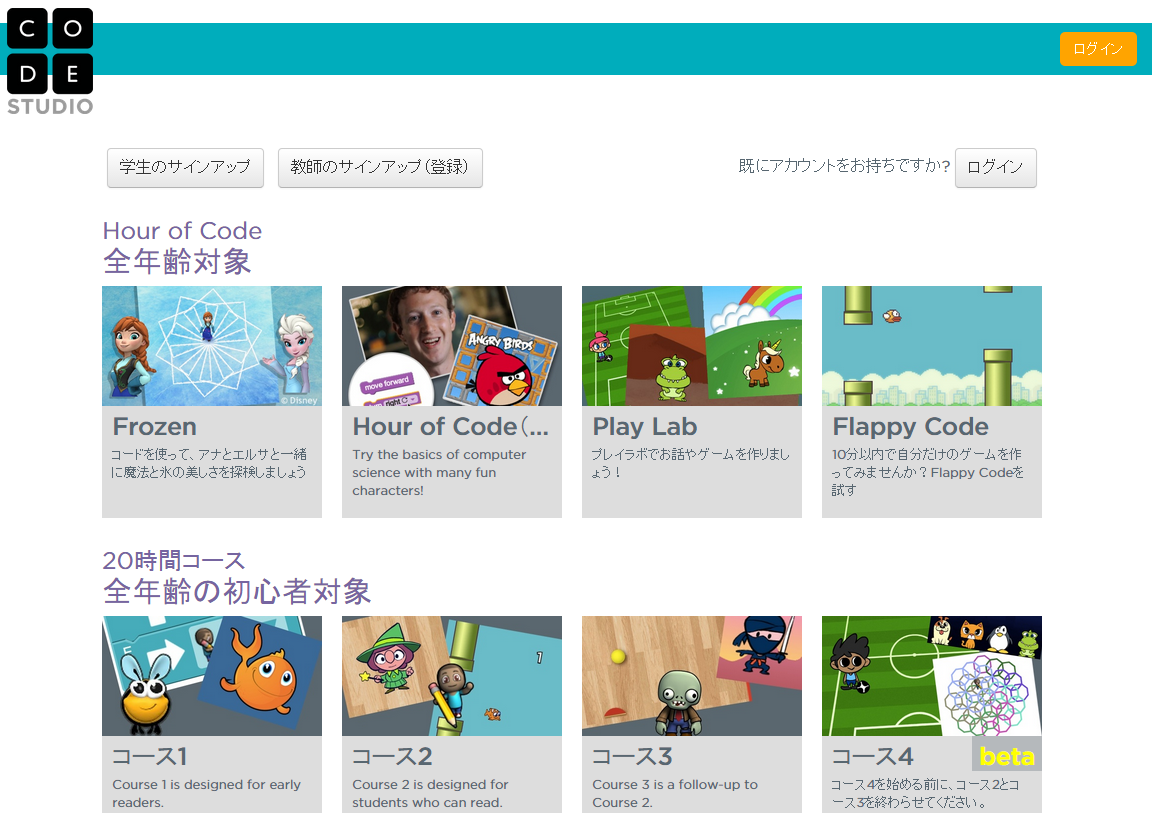 C O
D E
STUDIO
ログイン
学生のサインアップ 教師のサインアップ（登録） 既にアカウントをお持ちですか? ログイン
Hour of Code
全年齢対象
© Disney
ANGRY BIRDS
move forward
right
Frozen
コードを使って、アナとエルサと一緒
に魔法と氷の美しさを探検しましょう
Hour of Code（...
Try the basics of computer
science with many fun
characters!
Play Lab
プレイラボでお話やゲームを作りまし
ょう！
Flappy Code
10分以内で自分だけのゲームを作
ってみませんか？Flappy Codeを
試す
20時間コース
全年齢の初心者対象
1
コース1
Course 1 is designed for early
readers.
コース2
Course 2 is designed for
students who can read.
コース3
Course 3 is a follow-up to
Course 2.
コース4
beta
コース4を始める前に、コース2とコ
ース3を終わらせてください。